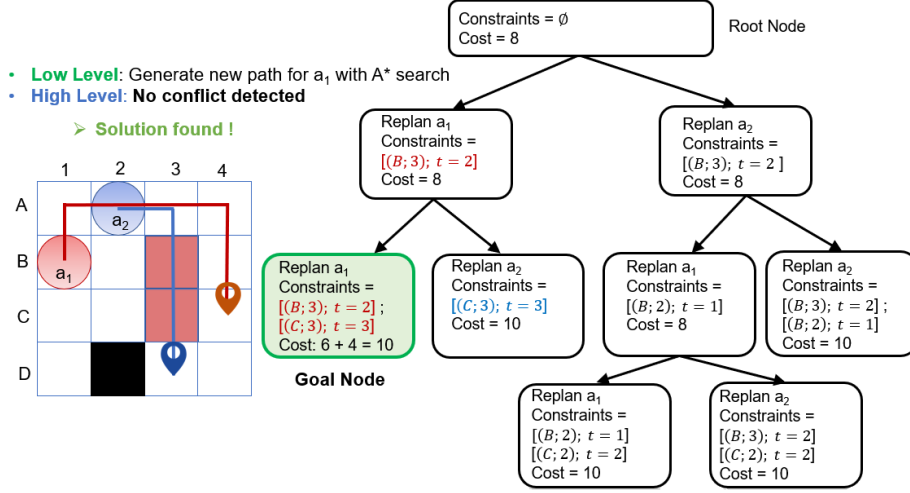 Constraints = ∅
Cost = 8
Root Node
• Low Level: Generate new path for a₁ with A* search
• High Level: No conflict detected
➢ Solution found !
Replan a₁
Constraints =
[(B; 3); t = 2]
Cost = 8
Replan a₂
Constraints =
[(B; 3); t = 2 ]
Cost = 8
1 2 3 4
A
B
C
D
a₂
a₁
Replan a₁
Constraints =
[(B; 3); t = 2] ;
[(C; 3); t = 3]
Cost: 6 + 4 = 10
Goal Node
Replan a₂
Constraints =
[(C; 3); t = 3]
Cost = 10
Replan a₁
Constraints =
[(B; 2); t = 1]
Cost = 8
Replan a₂
Constraints =
[(B; 3); t = 2] ;
[(B; 2); t = 1]
Cost = 10
Replan a₁
Constraints =
[(B; 2); t = 1]
[(C; 2); t = 2]
Cost = 10
Replan a₂
Constraints =
[(B; 3); t = 2]
[(C; 2); t = 2]
Cost = 10